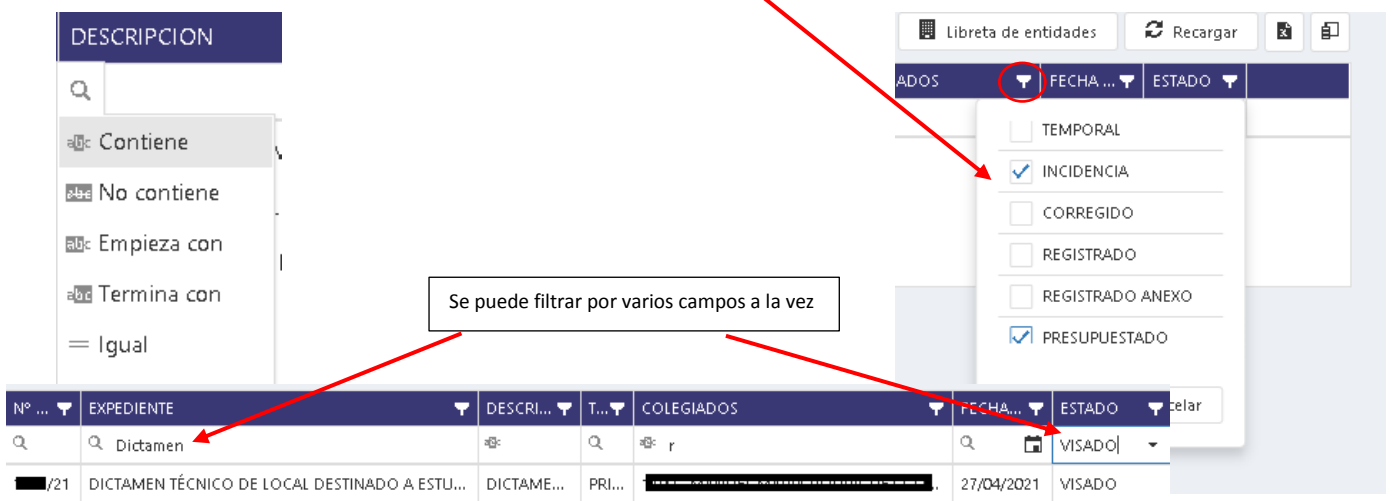 DESCRIPCION
Contiene
No contiene
Empieza con
Termina con
Igual
Libreta de entidades Recargar
ADOS FECHA ... ESTADO
TEMPORAL
INCIDENCIA
CORREGIDO
REGISTRADO
REGISTRADO ANEXO
PRESUPUESTADO
celar
Se puede filtrar por varios campos a la vez
Nº ... EXPEDIENTE DESCRI... T... COLEGIADOS FECHA... ESTADO
Dictamen r VISADO
/21 DICTAMEN TÉCNICO DE LOCAL DESTINADO A ESTU... DICTAME... PRI... 27/04/2021 VISADO